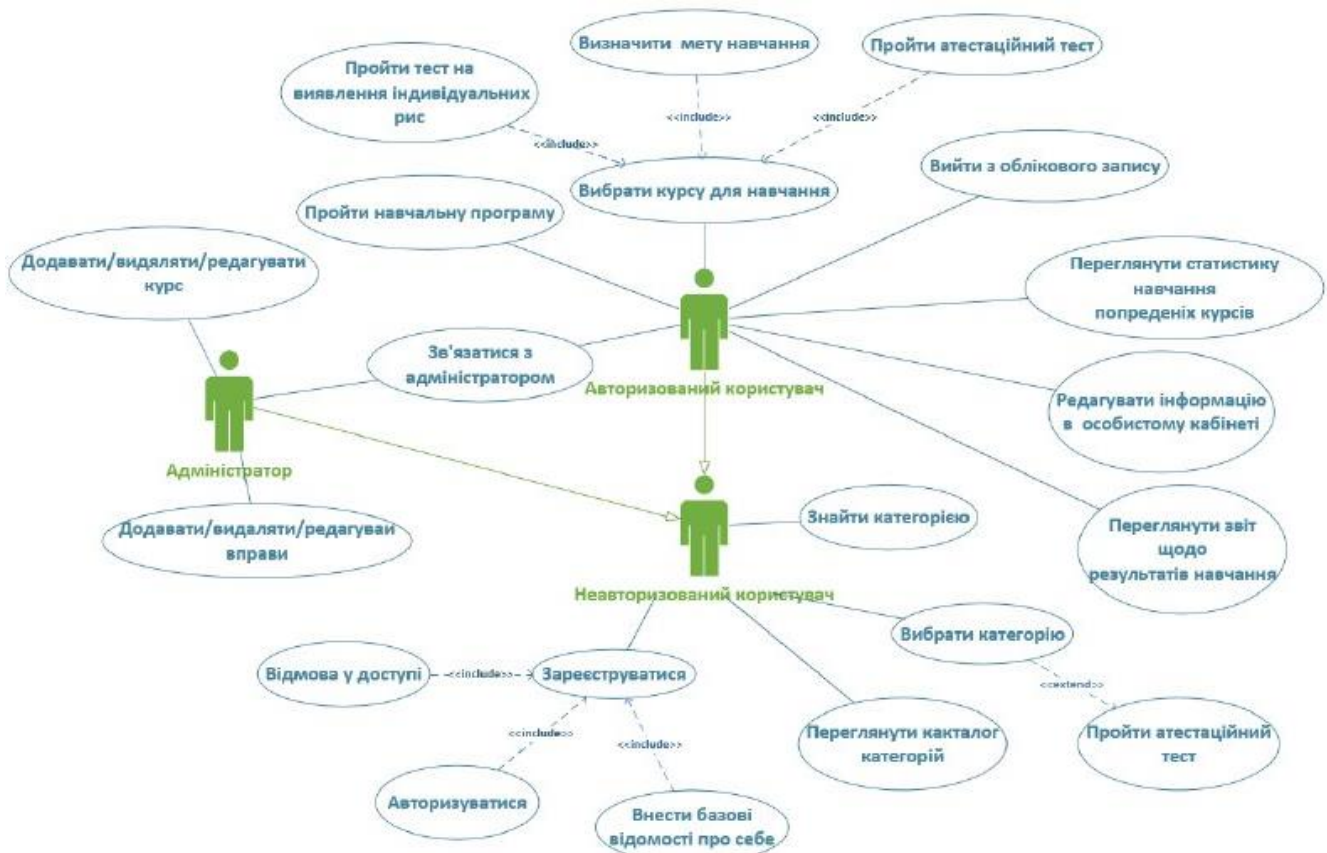 Визначити мету навчання
Пройти атестаційний тест
Пройти тест на
виявлення індивідуальних
рис
<<include>>
<<include>>
<<include>>
Вийти з облікового запису
Вибрати курсу для навчання
Пройти навчальну програму
Додавати/видяляти/редагувати
курс
Переглянути статистику
навчання
попреденіх курсів
Зв'язатися з
адміністратором
Авторизований користувач
Редагувати інформацію
в особистому кабінеті
Адміністратор
Знайти категорією
Додавати/видаляти/редагуваи
вправи
Переглянути звіт
щодо
результатів навчання
Неавторизований користувач
Вибрати категорію
Відмова у доступі
<<include>>
Зареєструватися
<<extend>>
<<include>>
<<include>>
Переглянути какталог
категорій
Пройти атестаційний
тест
Авторизуватися
Внести базові
відомості про себе